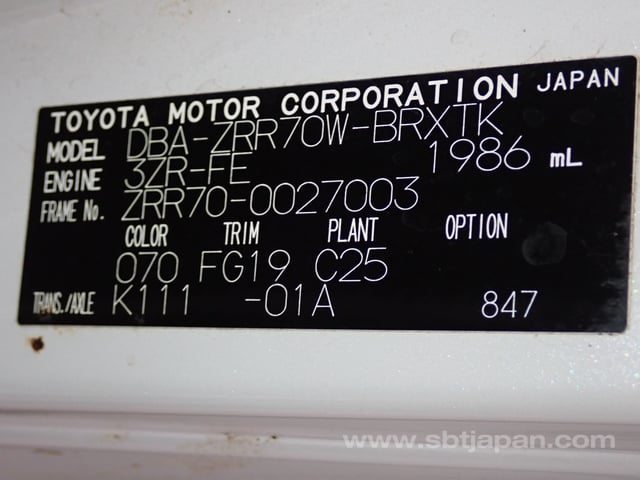 TOYOTA MOTOR CORPORATION JAPAN
MODEL DBA-ZRR70W-BRXTK
ENGINE 3ZR-FE 1986 mL
FRAME No. ZRR70-0027003
COLOR TRIM PLANT OPTION
070 FG19 C25
TRANS./AXLE K111 -01A 847
www.sbtjapan.com